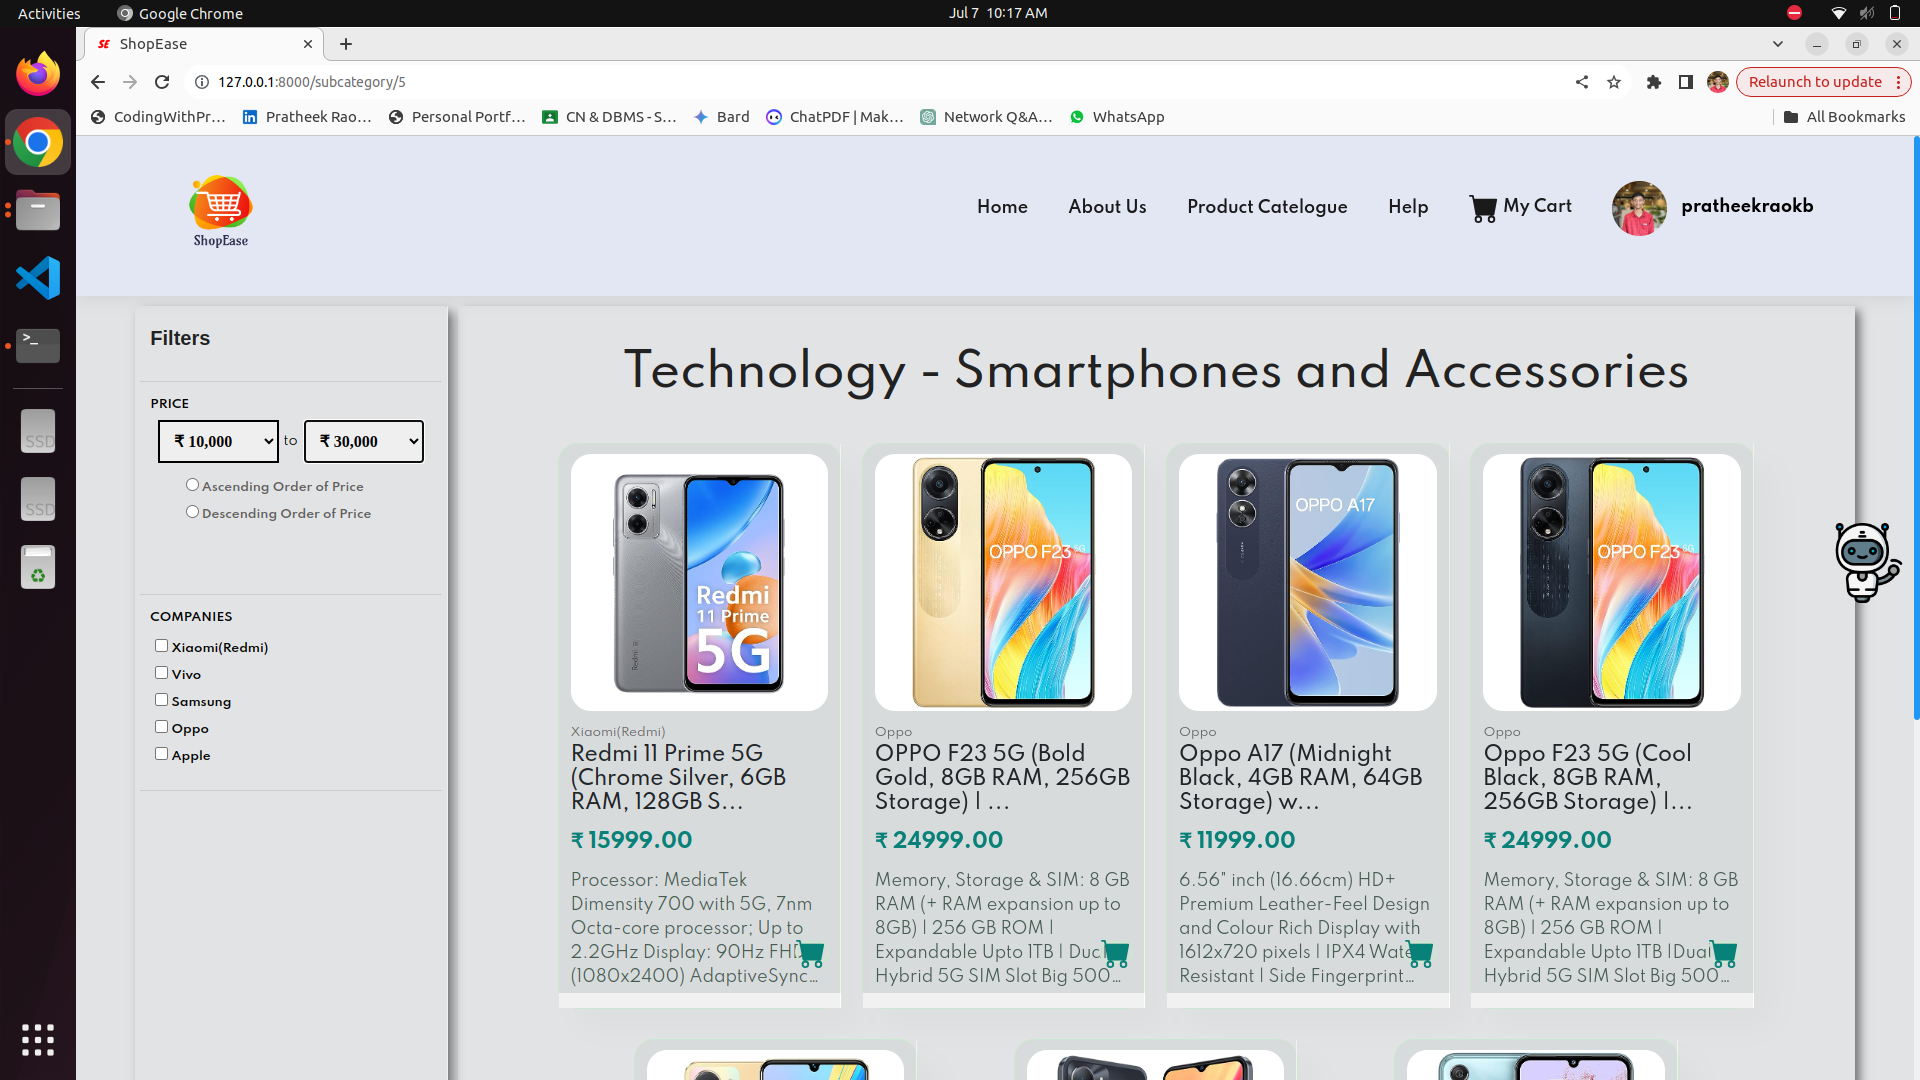 Activities
Google Chrome
Jul 7 10:17 AM
SE ShopEase
127.0.0.1:8000/subcategory/5
Relaunch to update
CodingWithPr...
Pratheek Rao...
Personal Portf...
CN & DBMS - S...
Bard
ChatPDF | Mak...
Network Q&A...
WhatsApp
All Bookmarks
ShopEase
Home
About Us
Product Catelogue
Help
My Cart
pratheekraokb
SSD
SSD
Filters
PRICE
₹ 10,000 to ₹ 30,000
Ascending Order of Price
Descending Order of Price
COMPANIES
Xiaomi(Redmi)
Vivo
Samsung
Oppo
Apple
Technology - Smartphones and Accessories
Redmi
11 Prime
5G
Xiaomi(Redmi)
Redmi 11 Prime 5G
(Chrome Silver, 6GB
RAM, 128GB S...
₹ 15999.00
Processor: MediaTek
Dimensity 700 with 5G, 7nm
Octa-core processor; Up to
2.2GHz Display: 90Hz FHD
(1080x2400) AdaptiveSync...
OPPO F23 5G
Oppo
OPPO F23 5G (Bold
Gold, 8GB RAM, 256GB
Storage) | ...
₹ 24999.00
Memory, Storage & SIM: 8 GB
RAM (+ RAM expansion up to
8GB) | 256 GB ROM |
Expandable Upto 1TB |
Hybrid 5G SIM Slot Big 500...
OPPO A17
Oppo
Oppo A17 (Midnight
Black, 4GB RAM, 64GB
Storage) w...
₹ 11999.00
6.56" inch (16.66cm) HD+
Premium Leather-Feel Design
and Colour Rich Display with
1612x720 pixels | IPX4 Water
Resistant | Side Fingerprint...
OPPO F23 5G
Oppo
Oppo F23 5G (Cool
Black, 8GB RAM,
256GB Storage) |...
₹ 24999.00
Memory, Storage & SIM: 8 GB
RAM (+ RAM expansion up to
8GB) | 256 GB ROM |
Expandable Upto 1TB |Dual
Hybrid 5G SIM Slot Big 500...